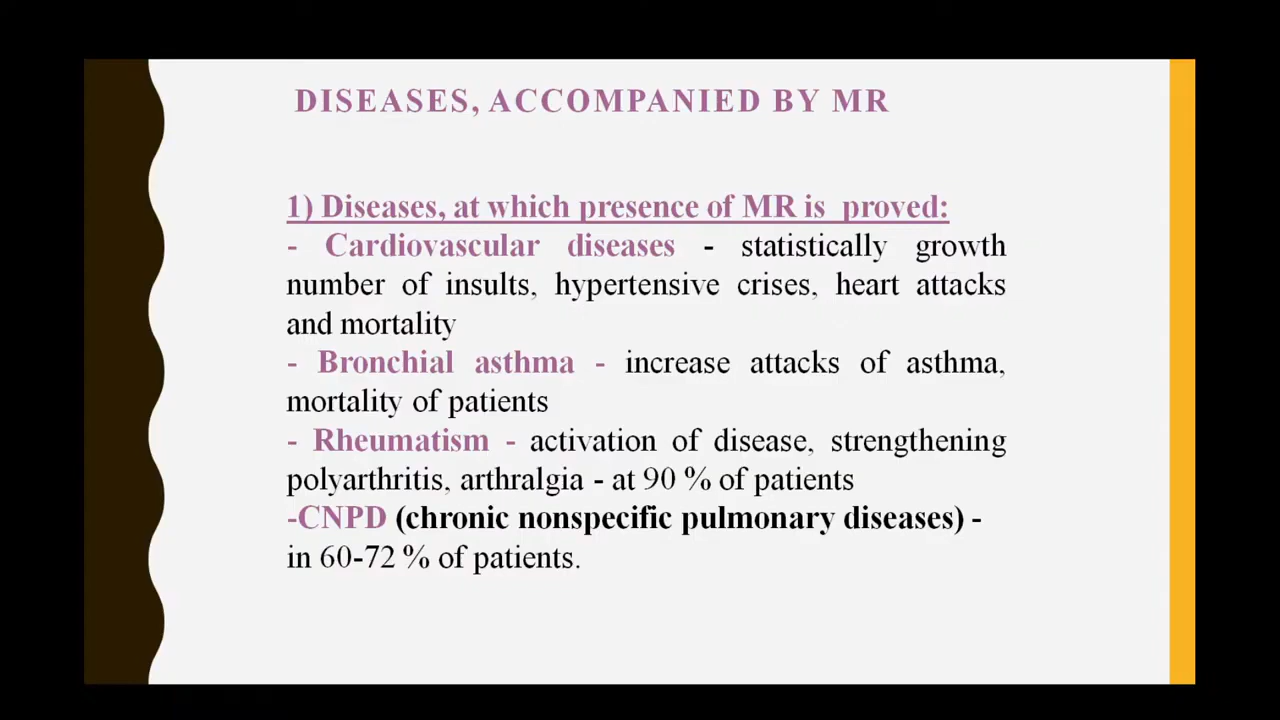 DISEASES, ACCOMPANIED BY MR
1) Diseases, at which presence of MR is proved:
- Cardiovascular diseases - statistically growth
number of insults, hypertensive crises, heart attacks
and mortality
- Bronchial asthma - increase attacks of asthma,
mortality of patients
- Rheumatism - activation of disease, strengthening
polyarthritis, arthralgia - at 90 % of patients
-CNPD (chronic nonspecific pulmonary diseases) -
in 60-72 % of patients.